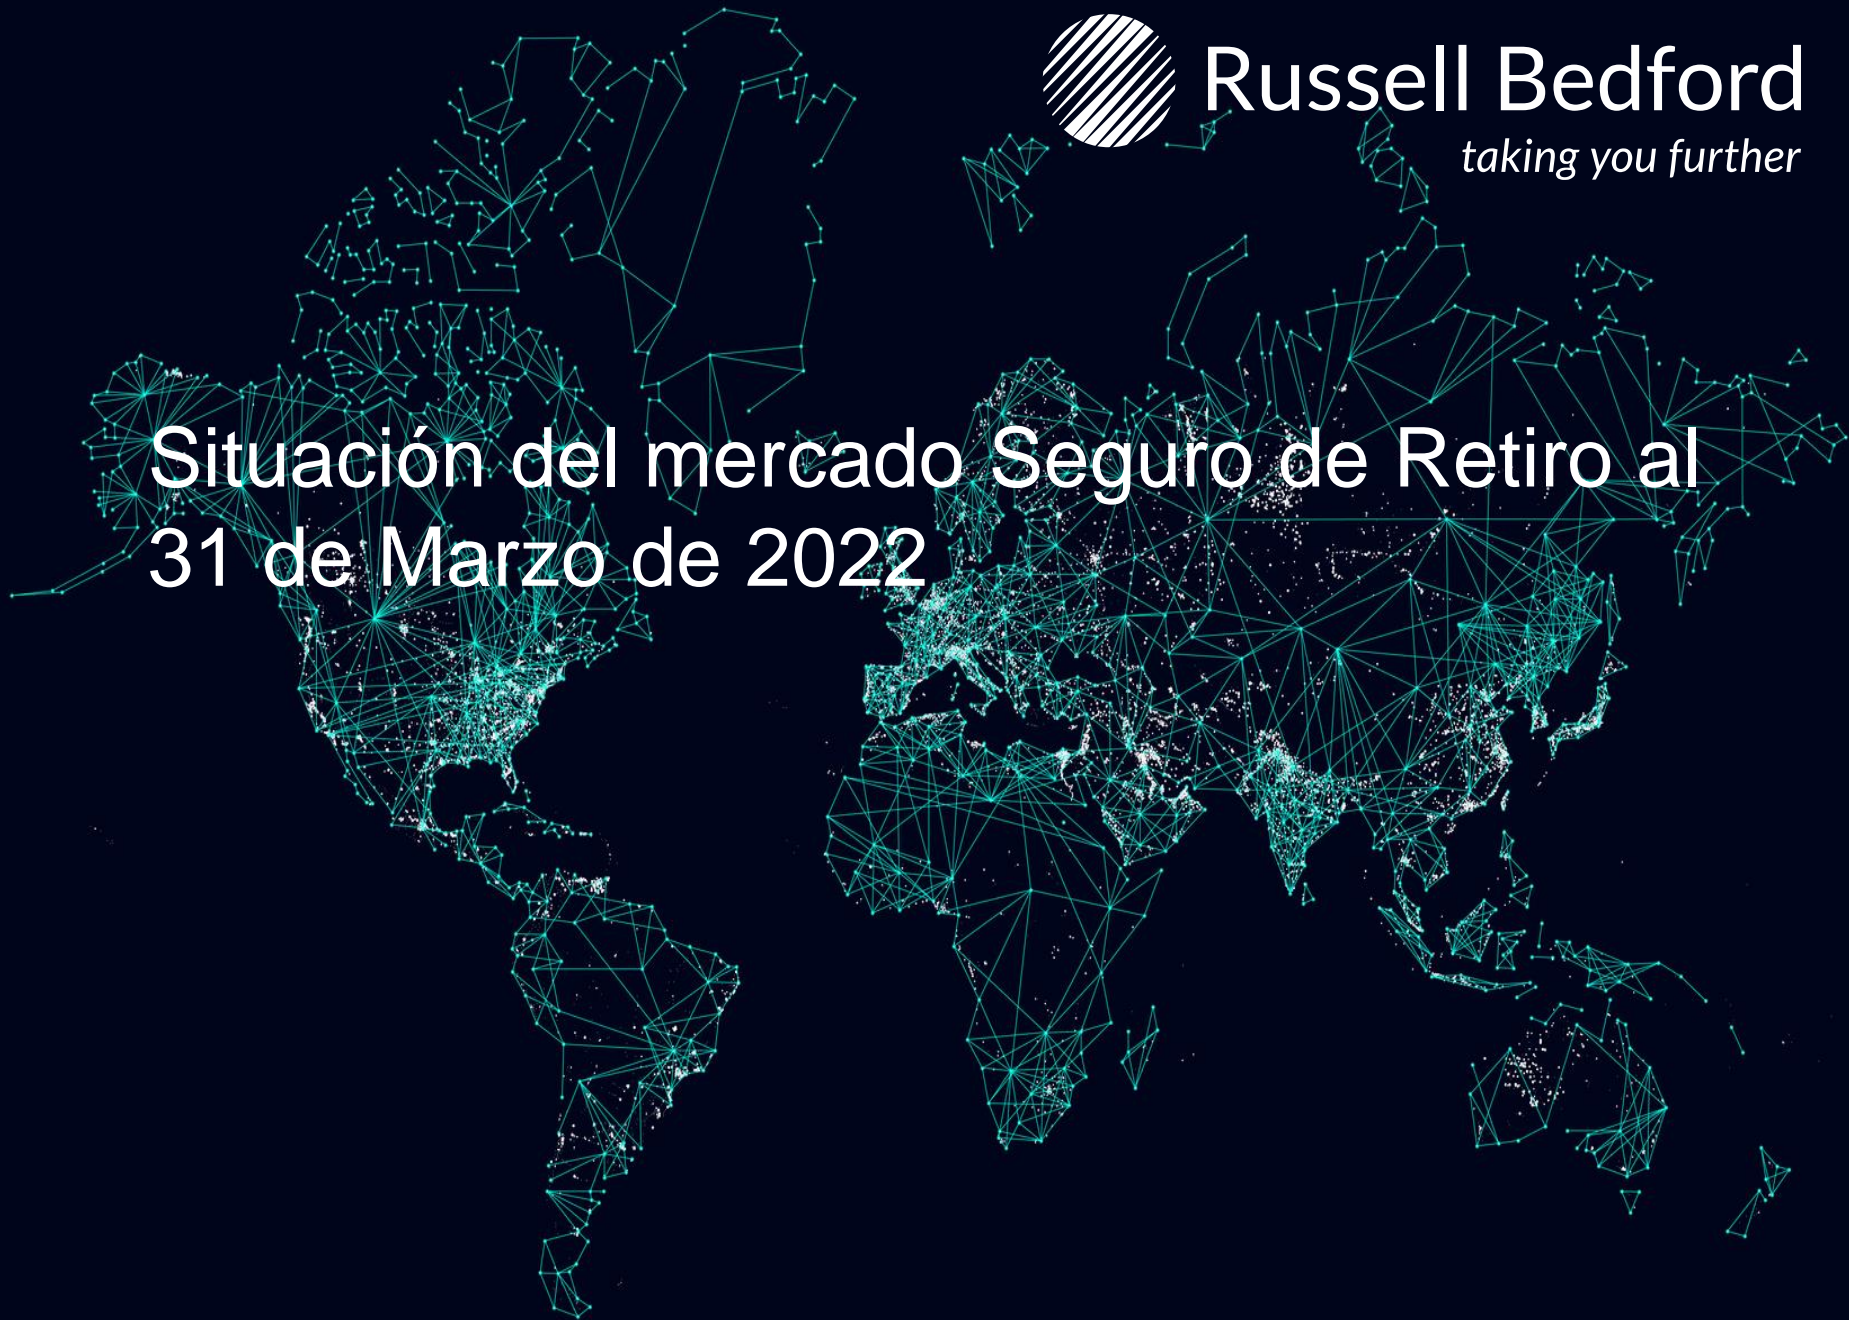 Russell Bedford
taking you further
Situación del mercado Seguro de Retiro al
31 de Marzo de 2022